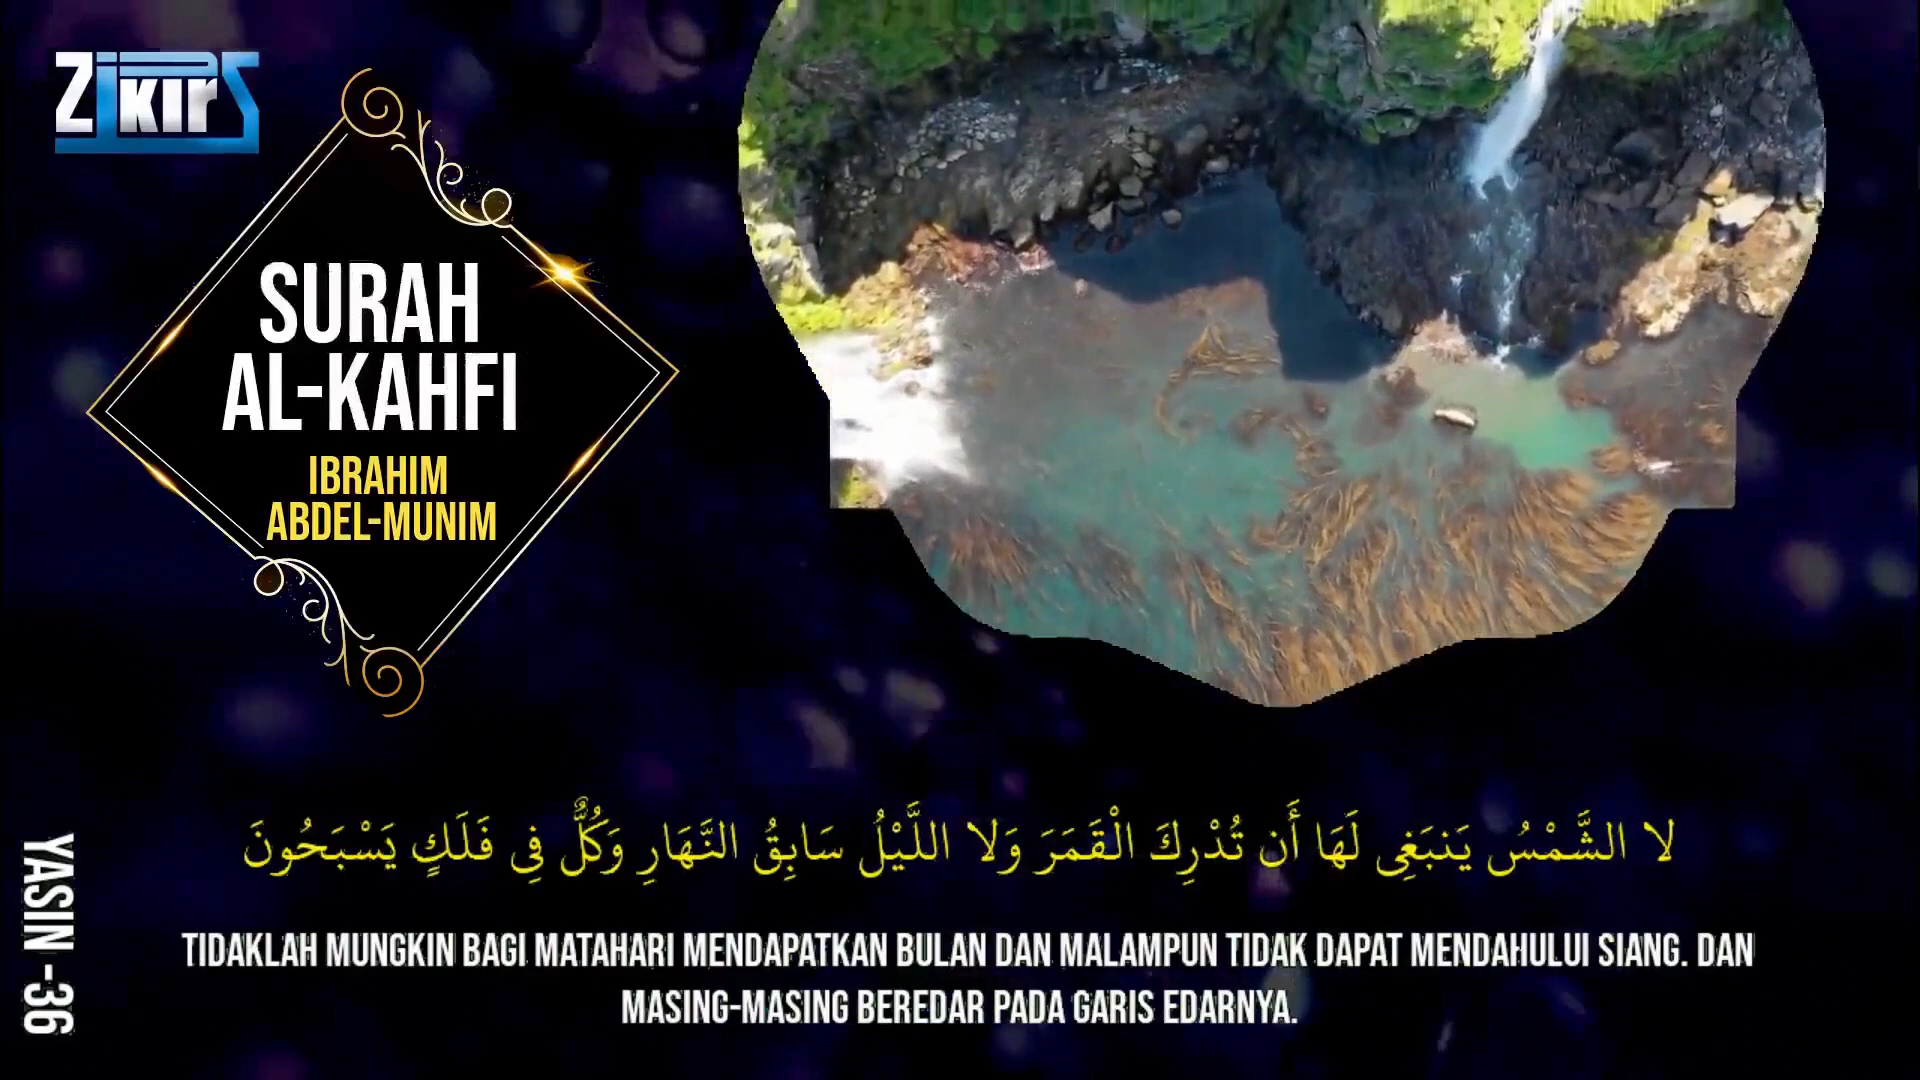 Zikir
SURAH
AL-KAHFI
IBRAHIM
ABDEL-MUNIM
لا الشَّمْسُ يَنبَغِى لَهَا أَن تُدْرِكَ الْقَمَرَ وَلا اللَّيْلُ سَابِقُ النَّهَارِ وَكُلٌّ فِى فَلَكٍ يَسْبَحُونَ
TIDAKLAH MUNGKIN BAGI MATAHARI MENDAPATKAN BULAN DAN MALAMPUN TIDAK DAPAT MENDAHULUI SIANG. DAN
MASING-MASING BEREDAR PADA GARIS EDARNYA.
YASIN -36